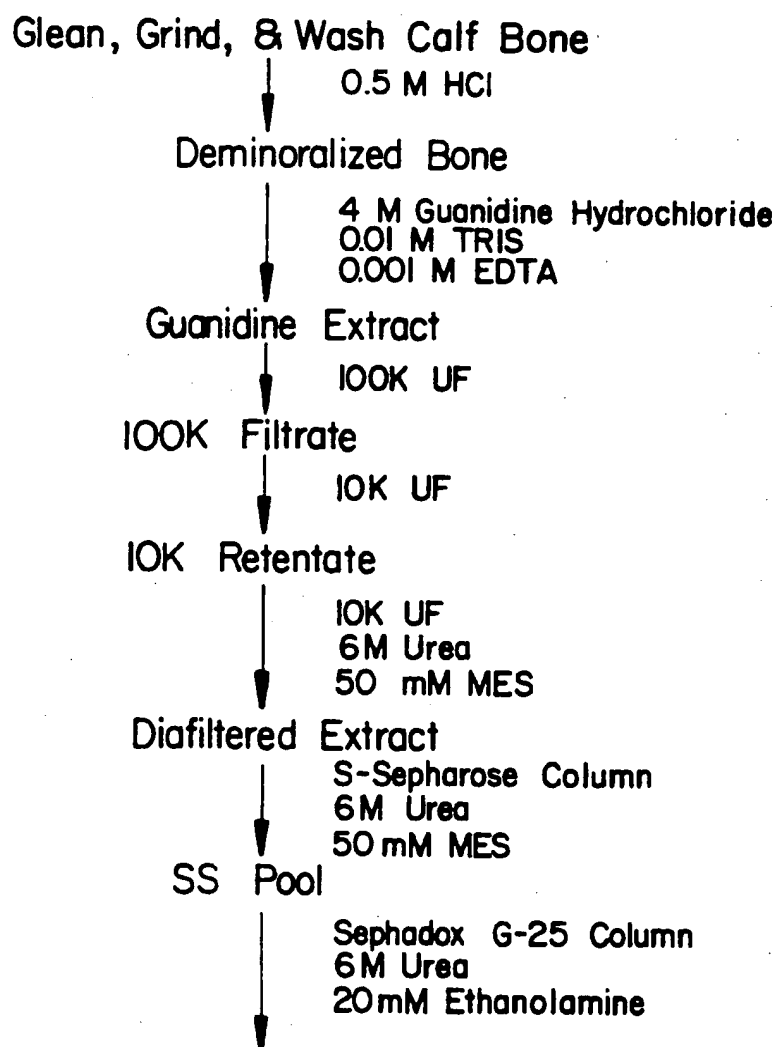 Glean, Grind, & Wash Calf Bone
0.5 M HCl
Deminoralized Bone
4 M Guanidine Hydrochloride
0.01 M TRIS
0.001 M EDTA
Guanidine Extract
100K UF
100K Filtrate
10K UF
10K Retentate
10K UF
6M Urea
50 mM MES
Diafiltered Extract
S-Sepharose Column
6M Urea
50mM MES
SS Pool
Sephadox G-25 Column
6M Urea
20mM Ethanolamine